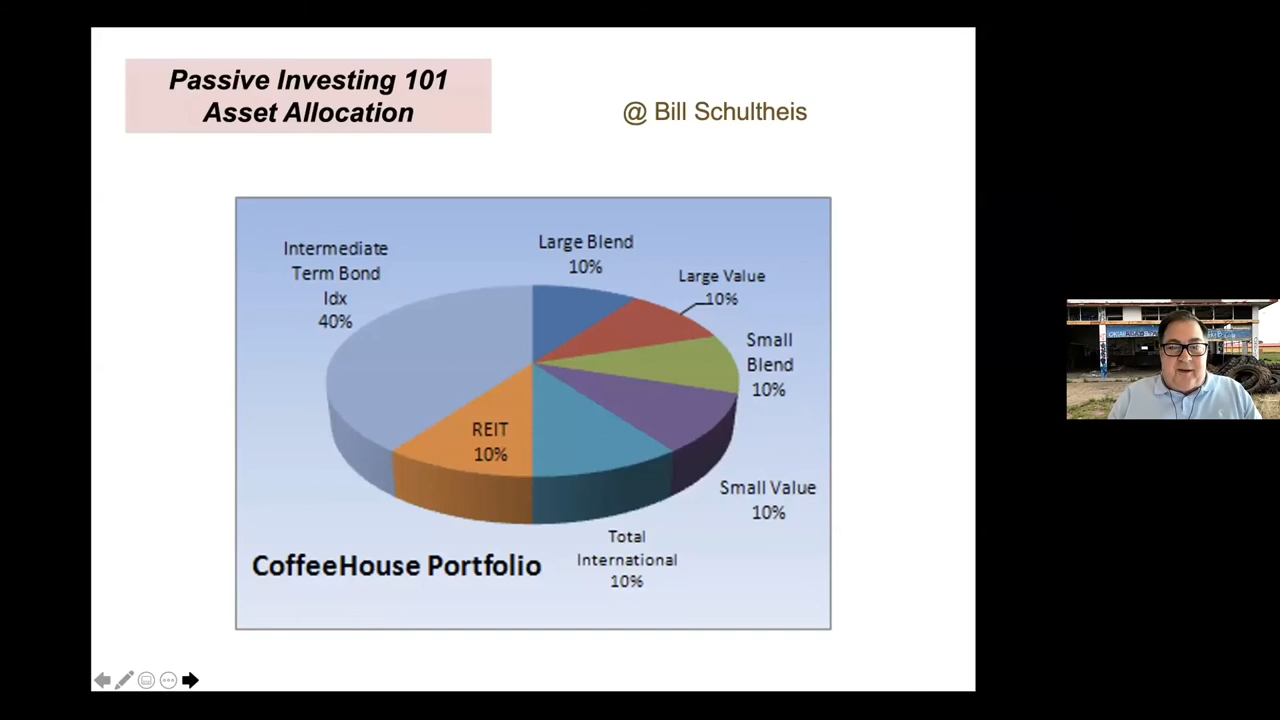 Passive Investing 101
Asset Allocation
@ Bill Schultheis
Intermediate
Term Bond
Idx
40%
Large Blend
10%
Large Value
10%
Small
Blend
10%
REIT
10%
Small Value
10%
Total
International
10%
CoffeeHouse Portfolio